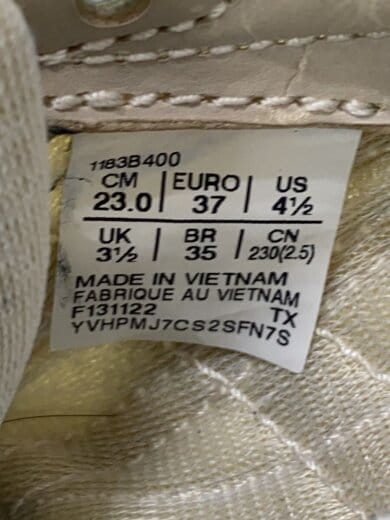 1183B400
CM | EURO | US
23.0 | 37 | 4½
UK | BR | CN
3½ | 35 | 230(2.5)
MADE IN VIETNAM
FABRIQUE AU VIETNAM
F131122 TX
YVHPMJ7CS2SFN7S